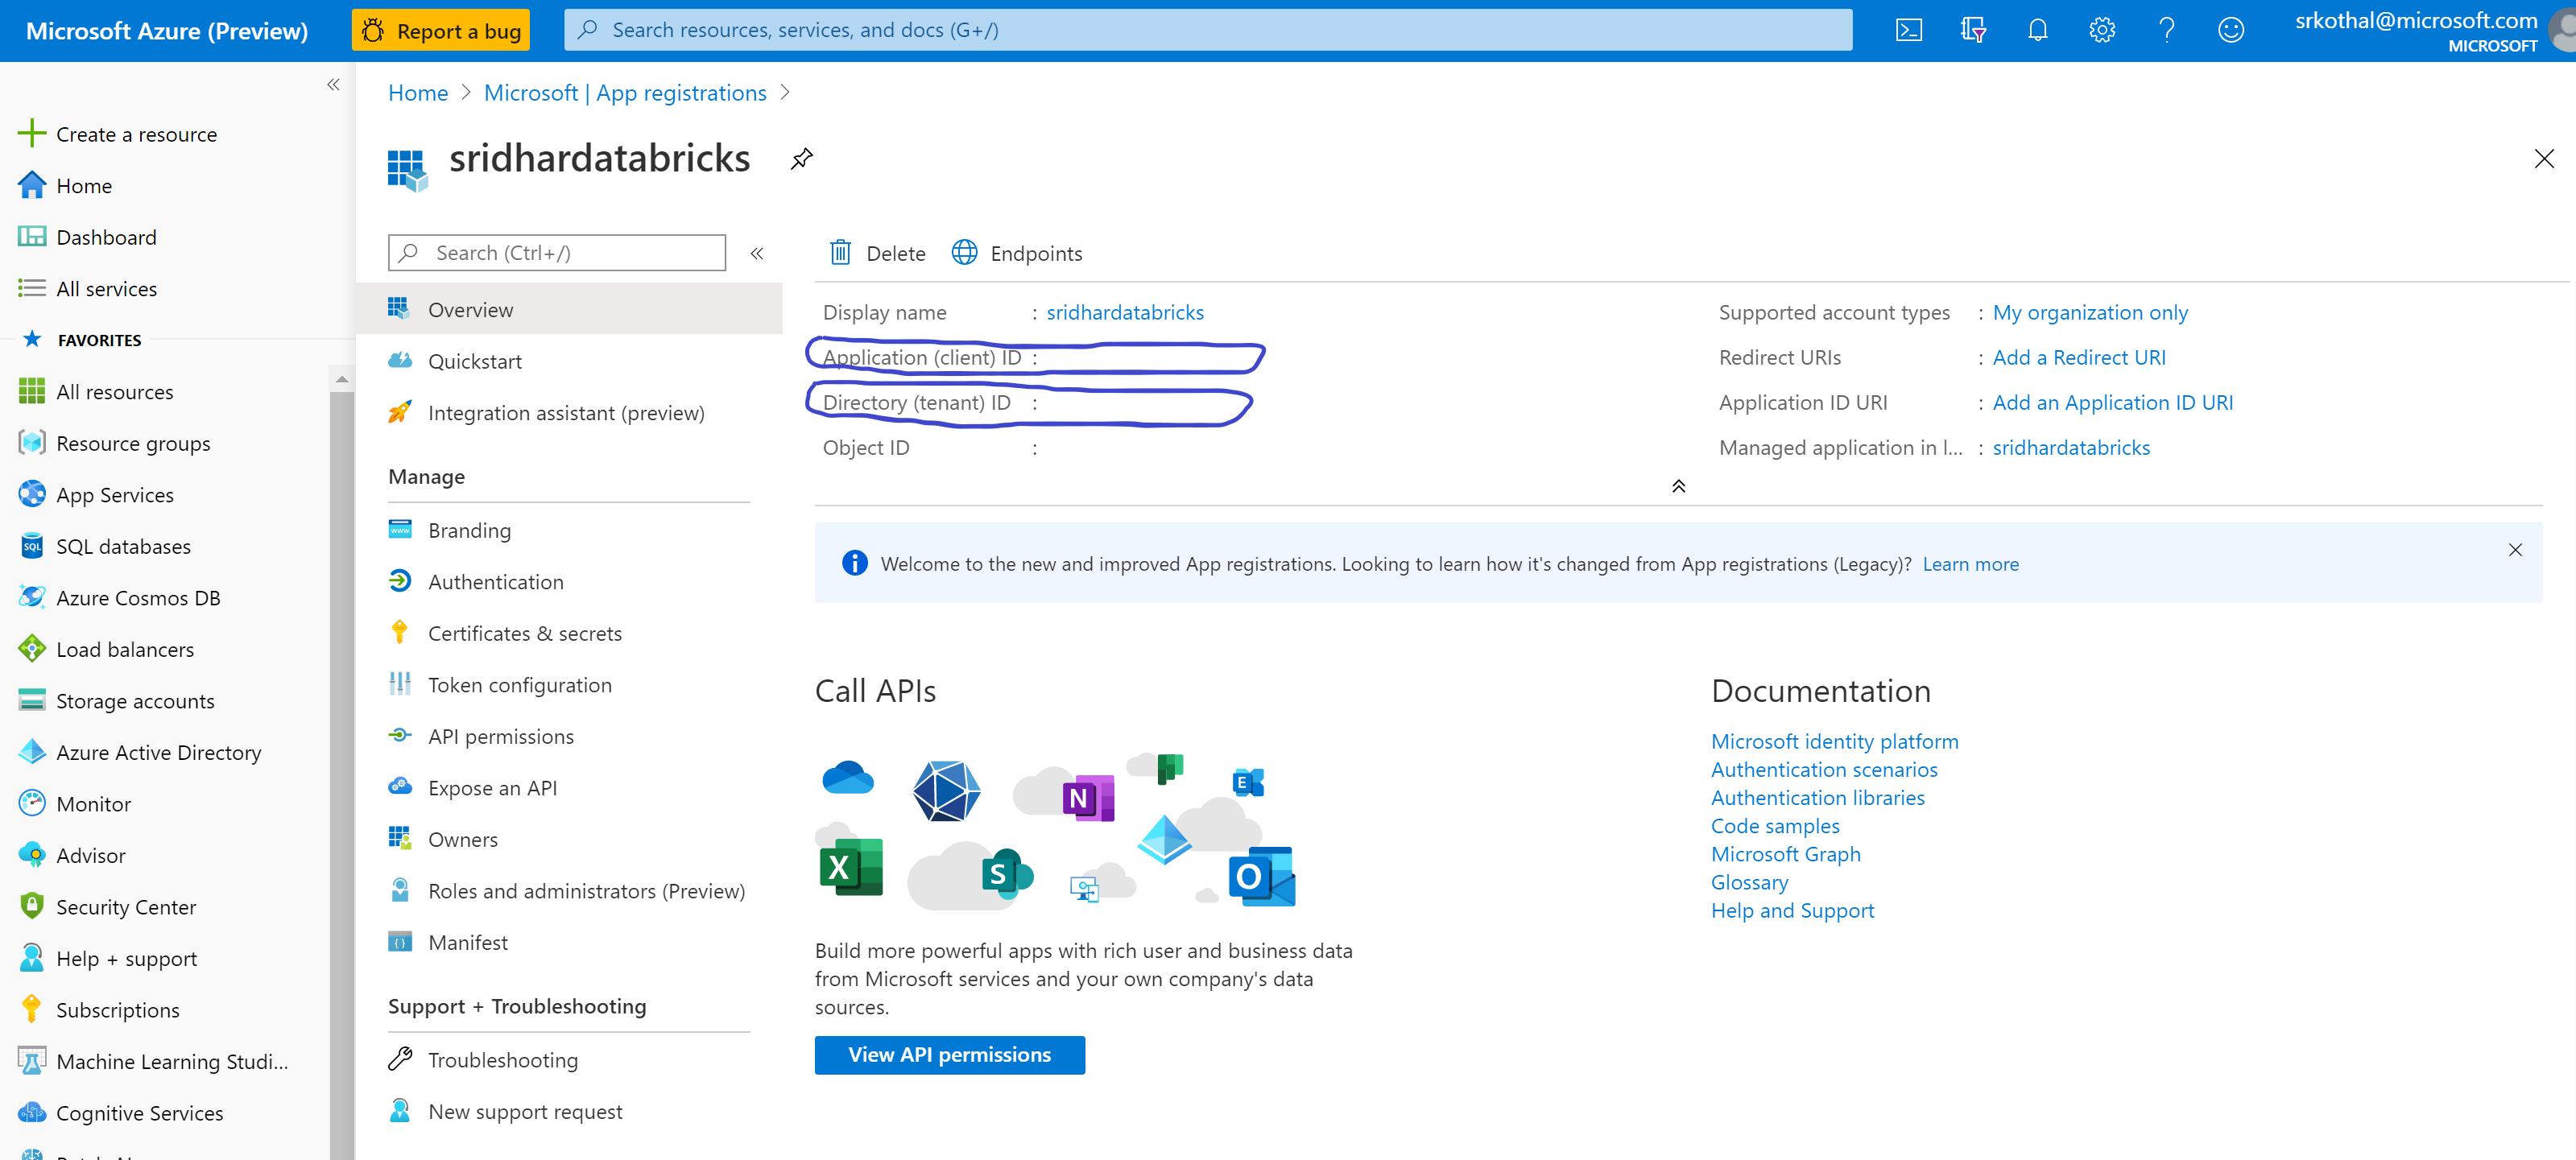 Microsoft Azure (Preview)
Report a bug
Search resources, services, and docs (G+/)
srkothal@microsoft.com
MICROSOFT
Create a resource
Home
Dashboard
All services
FAVORITES
All resources
Resource groups
App Services
SQL databases
Azure Cosmos DB
Load balancers
Storage accounts
Azure Active Directory
Monitor
Advisor
Security Center
Help + support
Subscriptions
Machine Learning Studi...
Cognitive Services
Home > Microsoft | App registrations >
sridhardatabricks
Search (Ctrl+/)
Overview
Quickstart
Integration assistant (preview)
Manage
Branding
Authentication
Certificates & secrets
Token configuration
API permissions
Expose an API
Owners
Roles and administrators (Preview)
Manifest
Support + Troubleshooting
Troubleshooting
New support request
Delete
Endpoints
Display name : sridhardatabricks
Application (client) ID :
Directory (tenant) ID :
Object ID :
Supported account types : My organization only
Redirect URIs : Add a Redirect URI
Application ID URI : Add an Application ID URI
Managed application in l... : sridhardatabricks
Welcome to the new and improved App registrations. Looking to learn how it's changed from App registrations (Legacy)? Learn more
Call APIs
N
E
X
S
O
Build more powerful apps with rich user and business data
from Microsoft services and your own company's data
sources.
View API permissions
Documentation
Microsoft identity platform
Authentication scenarios
Authentication libraries
Code samples
Microsoft Graph
Glossary
Help and Support